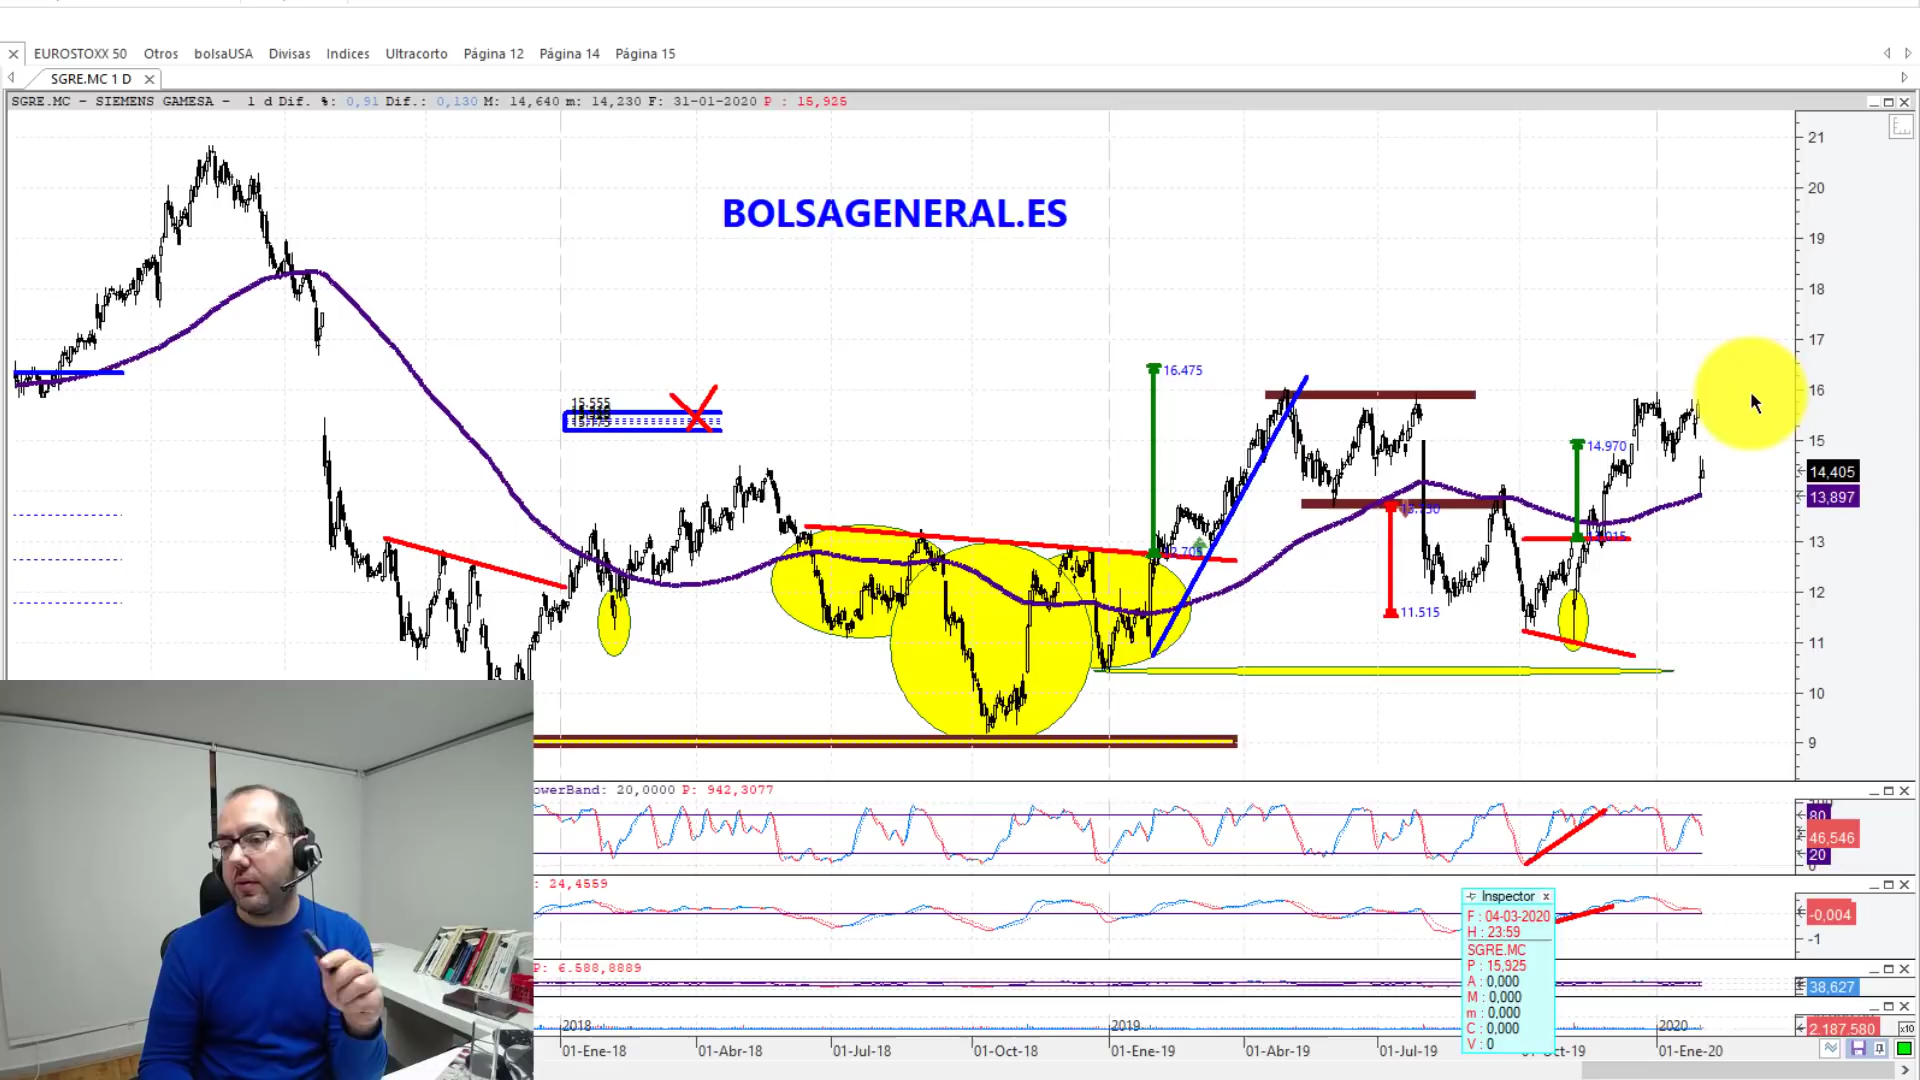 EUROSTOXX 50 Otros bolsaUSA Divisas Indices Ultracorto Página 12 Página 14 Página 15
SGRE.MC 1 D
SGRE.MC - SIEMENS GAMESA - 1 d Dif. %: 0,91 Dif.: 0,130 M: 14,640 m: 14,230 F: 31-01-2020 P : 15,925
BOLSAGENERAL.ES
21
20
19
18
17
16
15
14,405
13,897
13
12
11
10
9
15.555
16.475
14.970
11.515
owerBand: 20,0000 P: 942,3077
80
46,546
20
0
: 24,4559
-0,004
-1
P: 6.588,8889
38,627
2.187.580
x10
Inspector x
F : 04-03-2020
H : 23:59
SGRE.MC
P : 15,925
A : 0,000
M : 0,000
m : 0,000
C : 0,000
V : 0
2018 2019 2020
01-Ene-18 01-Abr-18 01-Jul-18 01-Oct-18 01-Ene-19 01-Abr-19 01-Jul-19 Oct-19 01-Ene-20